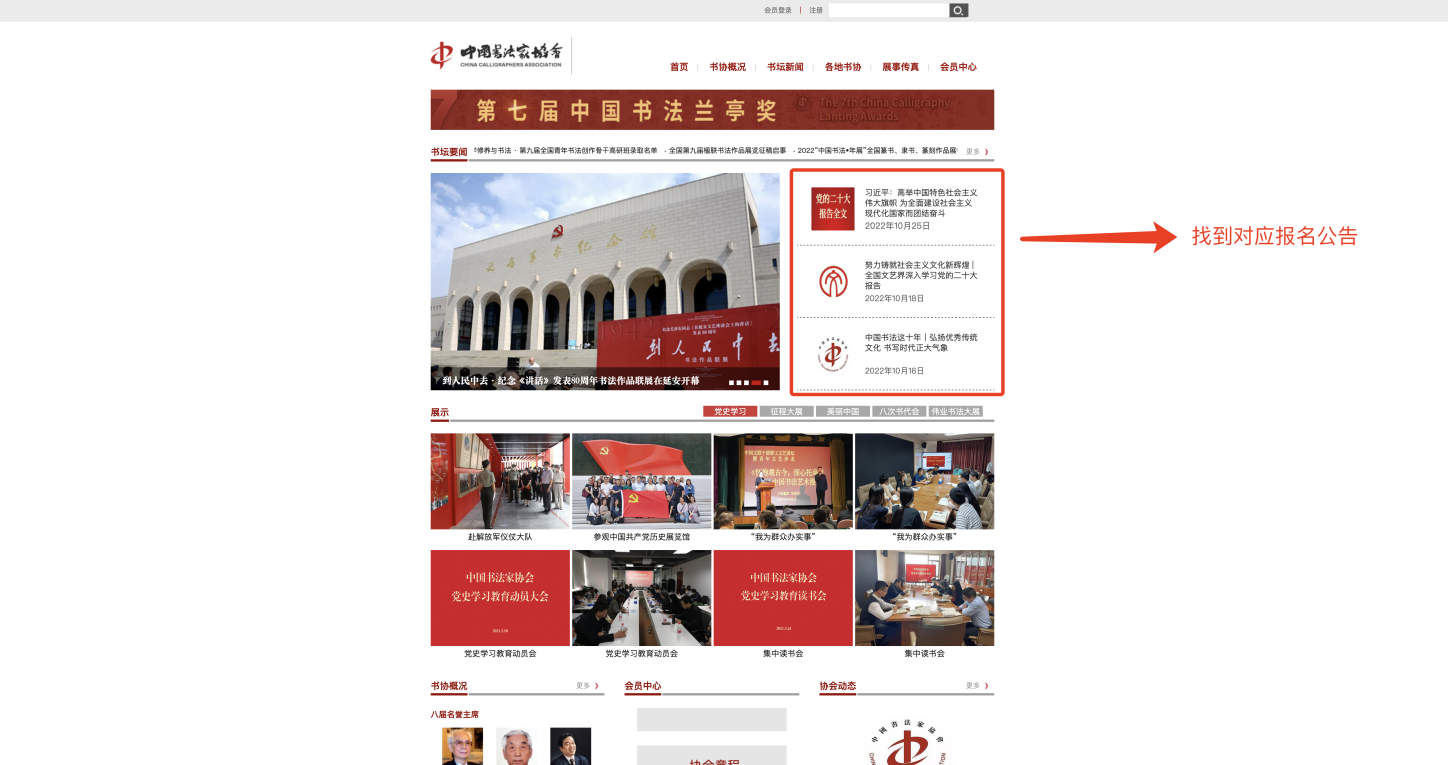 会员登录 | 注册
中国书法家协会
CHINA CALLIGRAPHERS ASSOCIATION
首页 书协概况 书坛新闻 各地书协 展事传真 会员中心
第七届中国书法兰亭奖
The 7th China Calligraphy
Lanting Awards
书坛要闻
修养与书法 · 第九届全国青年书法创作骨干高研班录取名单 · 全国第九届楹联书法作品展览征稿启事 · 2022“中国书法•年展”全国篆书、隶书、篆刻作品展
更多 》
到人民中去
到人民中去 · 纪念《讲话》发表80周年书法作品联展在延安开幕
党的二十大
报告全文
习近平：高举中国特色社会主义
伟大旗帜 为全面建设社会主义
现代化国家而团结奋斗
2022年10月25日
努力铸就社会主义文化新辉煌 |
全国文艺界深入学习党的二十大
报告
2022年10月18日
中国书法这十年 | 弘扬优秀传统
文化 书写时代正大气象
2022年10月16日
找到对应报名公告
展示
党史学习 征程大展 美丽中国 八次书代会 伟业书法大展
赴解放军仪仗大队
参观中国共产党历史展览馆
“我为群众办实事”
“我为群众办实事”
中国书法家协会
党史学习教育动员大会
中国书法家协会
党史学习教育读书会
党史学习教育动员会
党史学习教育动员会
集中读书会
集中读书会
书协概况
更多 》
会员中心
协会动态
更多 》
八届名誉主席
协会章程
中国书法家协会